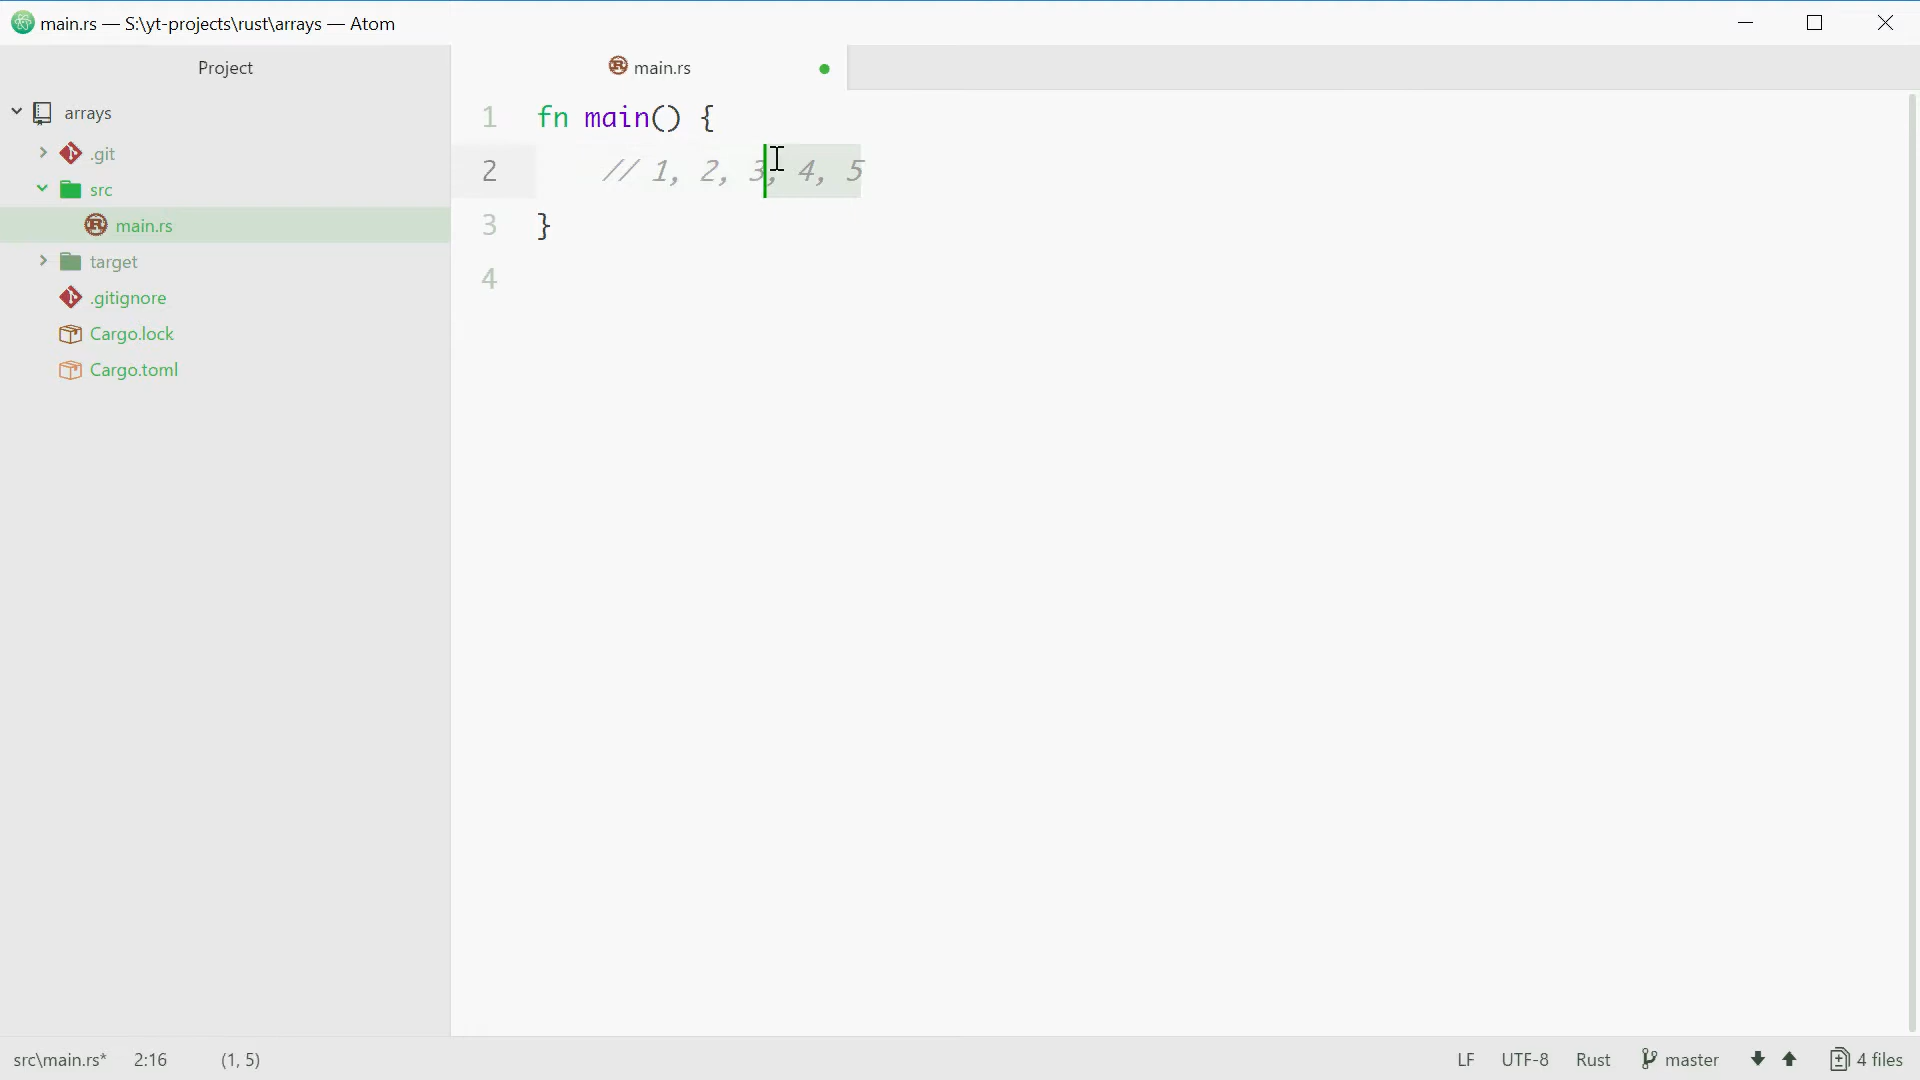 main.rs — S:\yt-projects\rust\arrays — Atom
Project
arrays
.git
src
main.rs
target
.gitignore
Cargo.lock
Cargo.toml
main.rs
1 fn main() {
2 // 1, 2, 3, 4, 5
3 }
4
src\main.rs* 2:16 (1, 5) LF UTF-8 Rust master 4 files